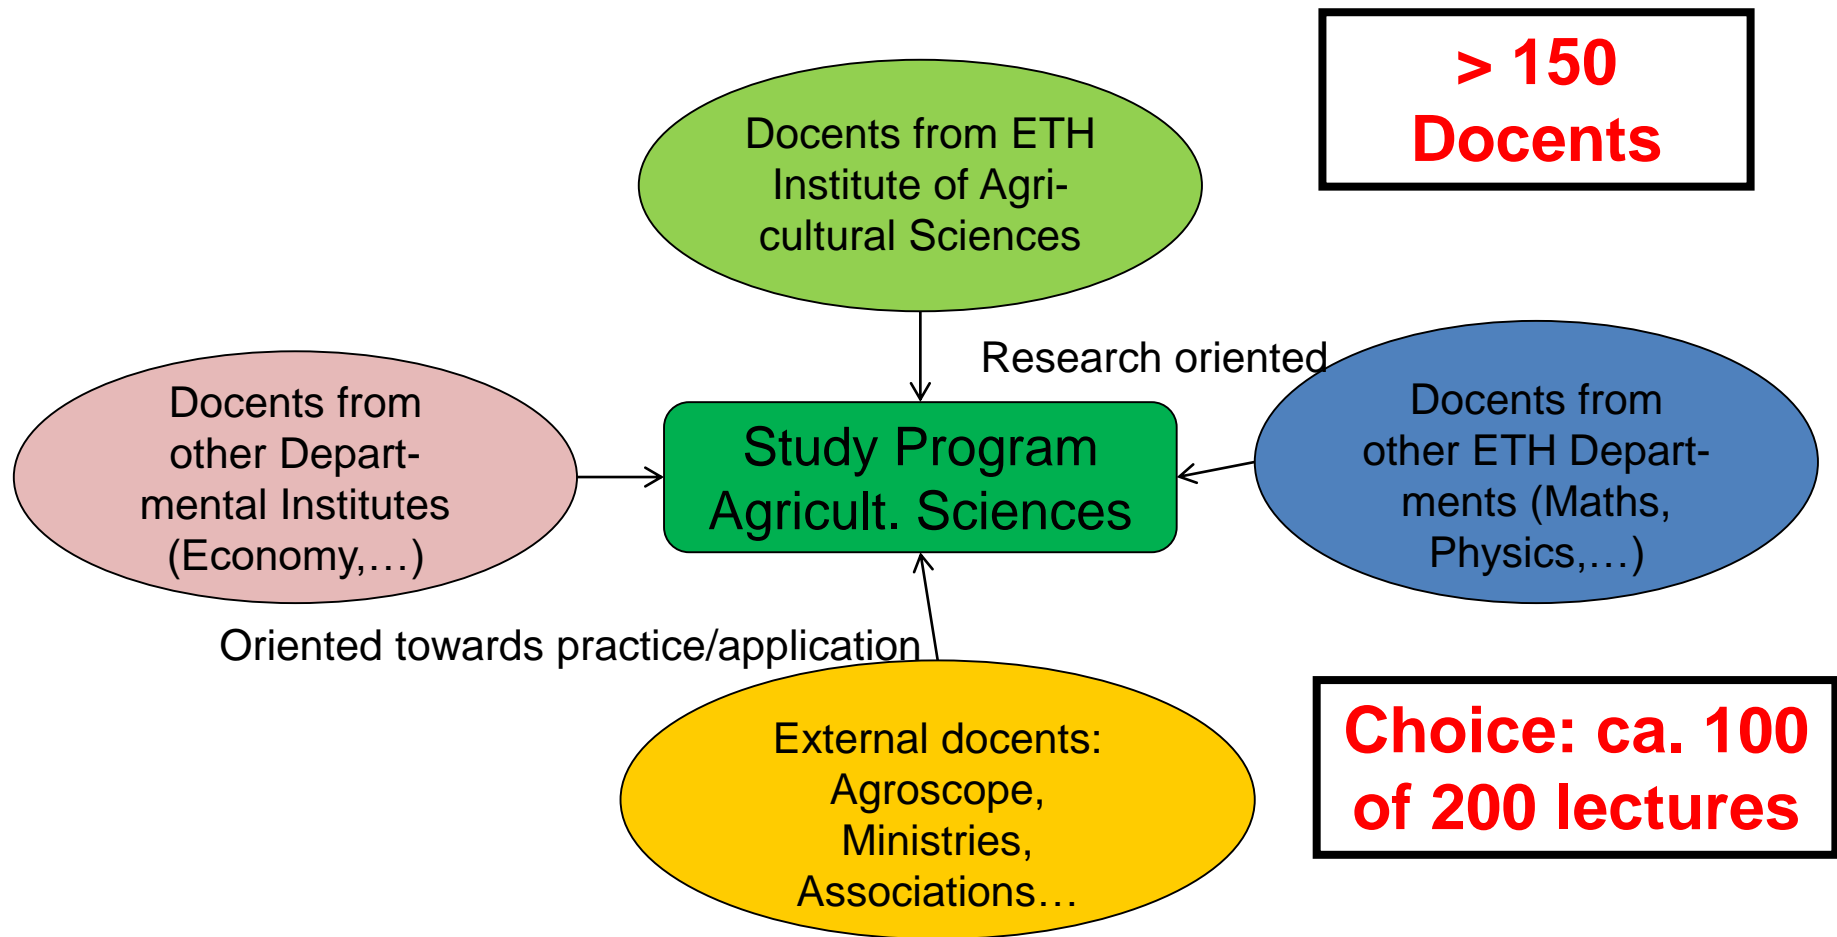 > 150
Docents
Docents from ETH
Institute of Agri-
cultural Sciences
Research oriented
Docents from
other Depart-
mental Institutes
(Economy,…)
Study Program
Agricult. Sciences
Docents from
other ETH Depart-
ments (Maths,
Physics,…)
Oriented towards practice/application
External docents:
Agroscope,
Ministries,
Associations…
Choice: ca. 100
of 200 lectures